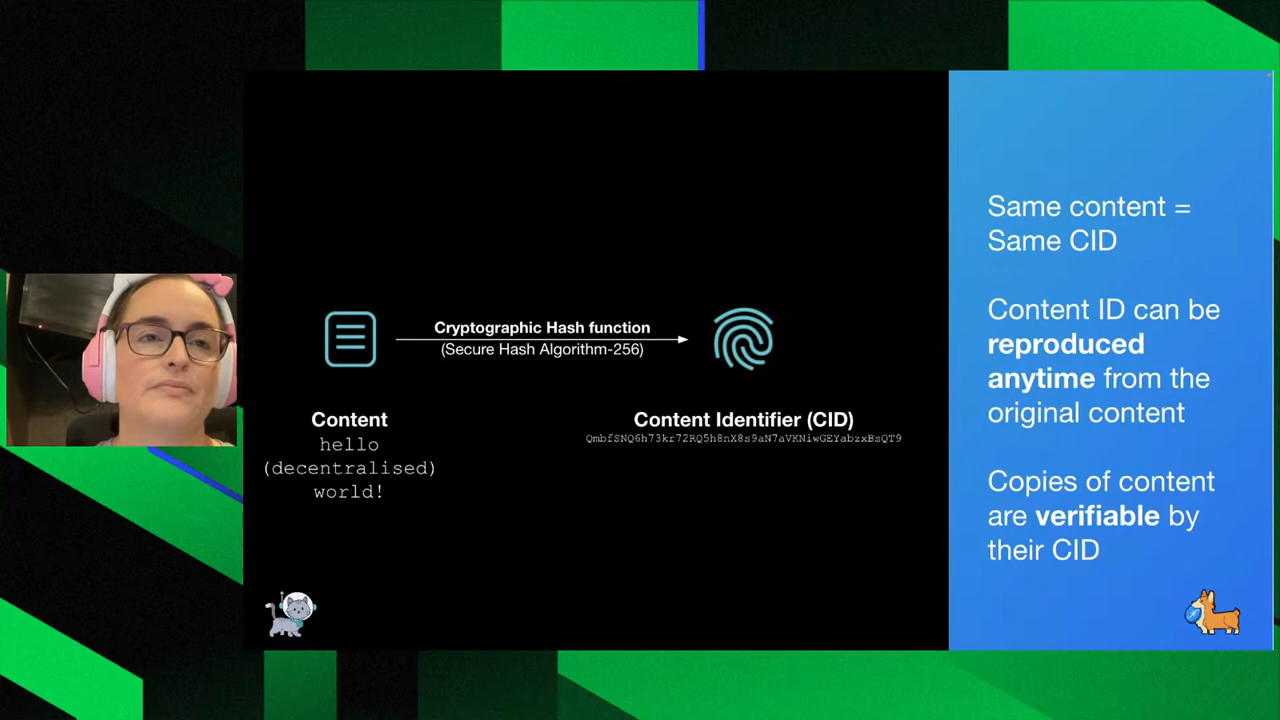 Cryptographic Hash function
(Secure Hash Algorithm-256)
Content
hello
(decentralised)
world!
Content Identifier (CID)
QmbfSNQ6h73kr72RQ5h8nX8s9aN7aVKNiwGEYabzxBsQT9
Same content =
Same CID
Content ID can be
reproduced
anytime from the
original content
Copies of content
are verifiable by
their CID